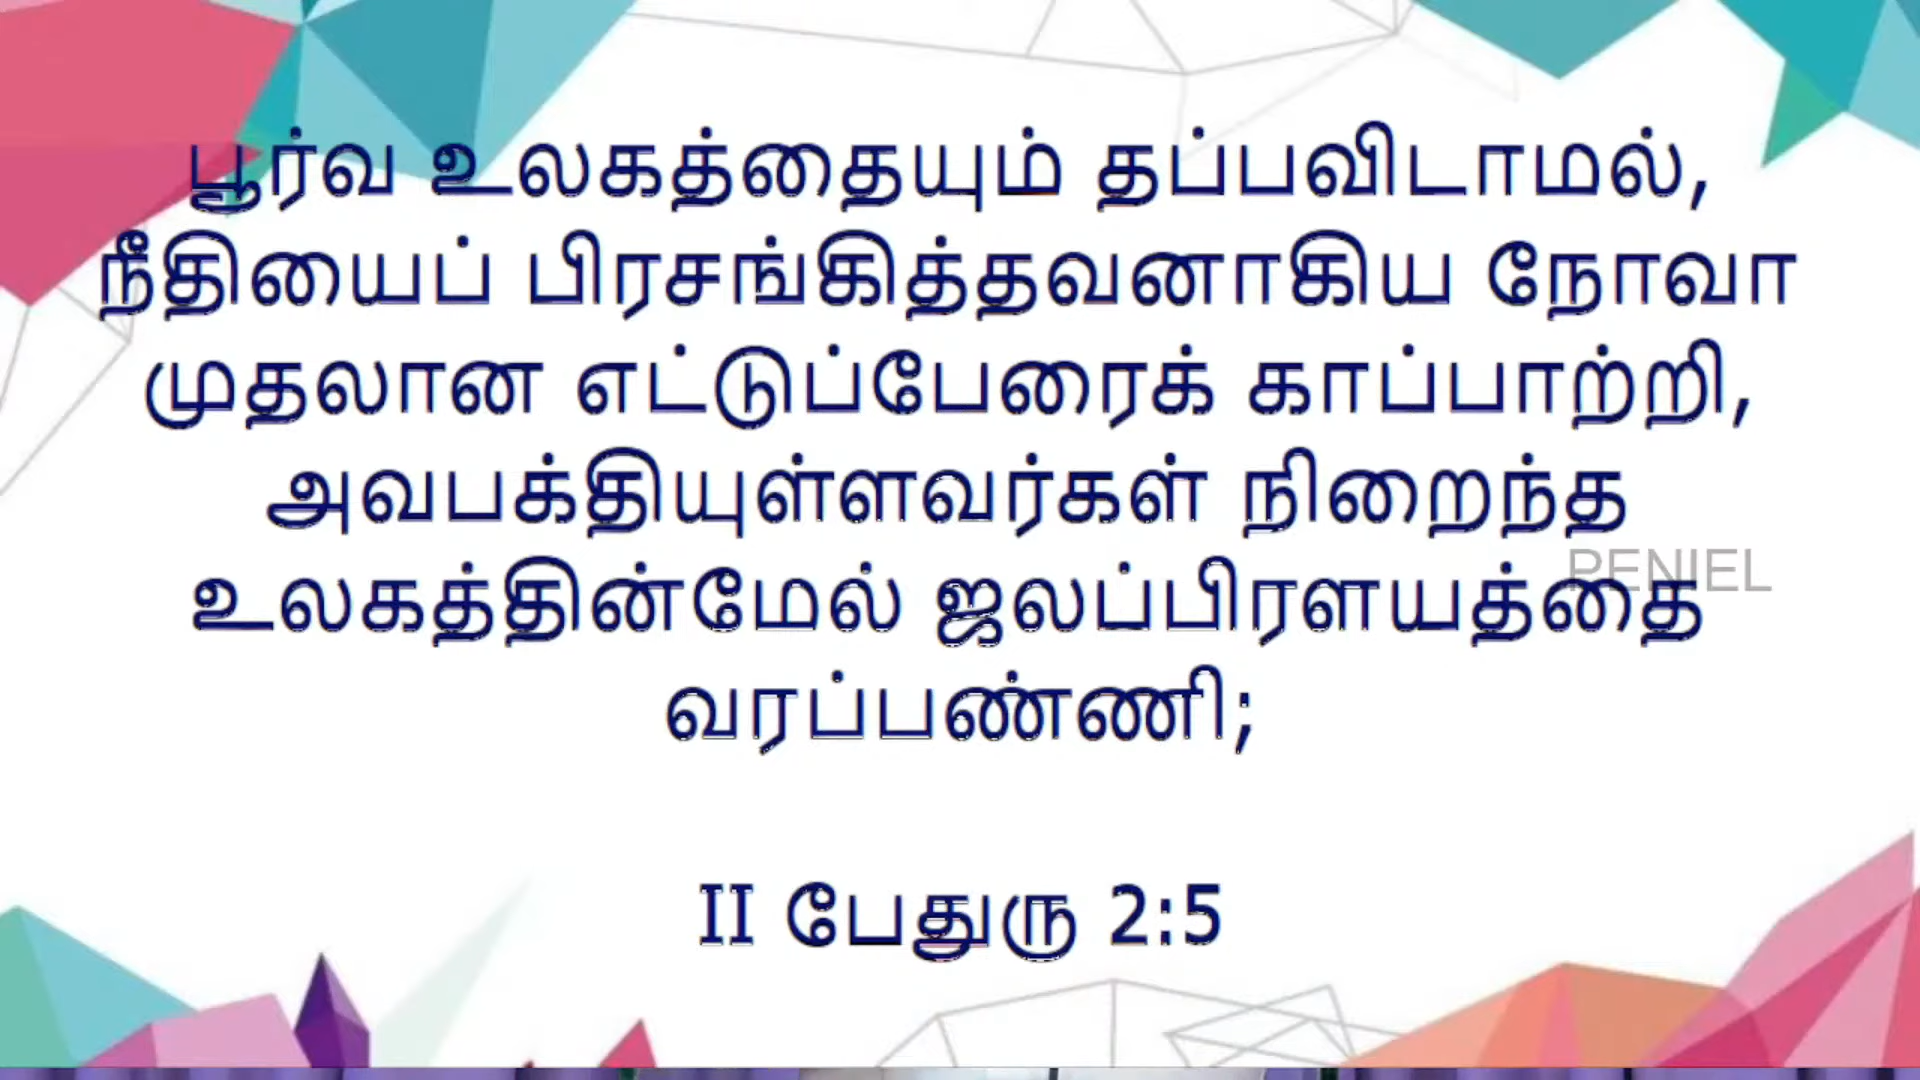 பூர்வ உலகத்தையும் தப்பவிடாமல்,
நீதியைப் பிரசங்கித்தவனாகிய நோவா
முதலான எட்டுப்பேரைக் காப்பாற்றி,
அவபக்தியுள்ளவர்கள் நிறைந்த
உலகத்தின்மேல் ஜலப்பிரளயத்தை
வரப்பண்ணி;
II பேதுரு 2:5
PENIEL